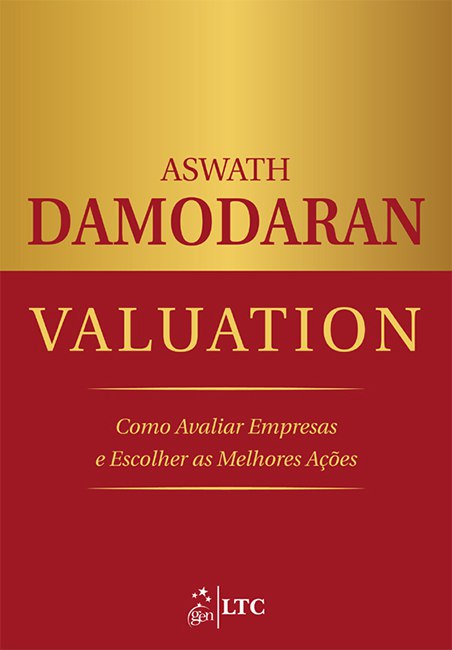 ASWATH
DAMODARAN
VALUATION
Como Avaliar Empresas
e Escolher as Melhores Ações
gen LTC